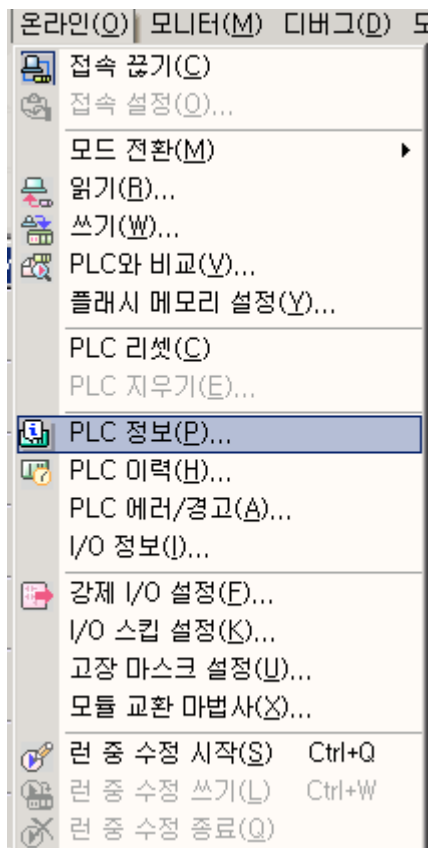 온라인(O) 모니터(M) 디버그(D)
접속 끊기(C)
접속 설정(O)...
모드 전환(M)
읽기(R)...
쓰기(W)...
PLC와 비교(V)...
플래시 메모리 설정(Y)...
PLC 리셋(C)
PLC 지우기(E)...
PLC 정보(P)...
PLC 이력(H)...
PLC 에러/경고(A)...
I/O 정보(I)...
강제 I/O 설정(F)...
I/O 스킵 설정(K)...
고장 마스크 설정(U)...
모듈 교환 마법사(X)...
런 중 수정 시작(S) Ctrl+Q
런 중 수정 쓰기(L) Ctrl+W
런 중 수정 종료(Q)